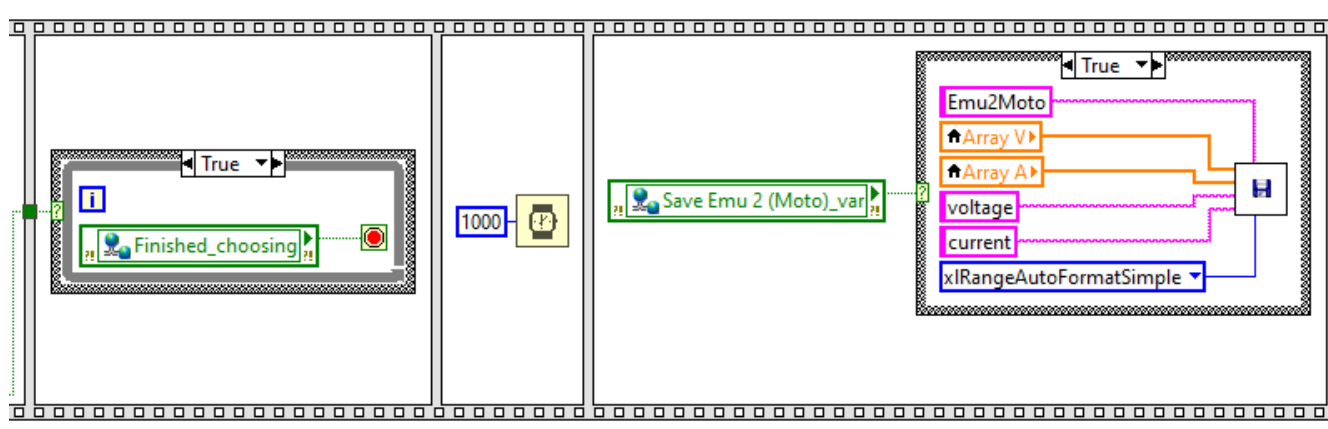 True
i
?
?! Finished_choosing ?!
1000
?! Save Emu 2 (Moto)_var ?!
True
?
Emu2Moto
Array V
Array A
voltage
current
xlRangeAutoFormatSimple